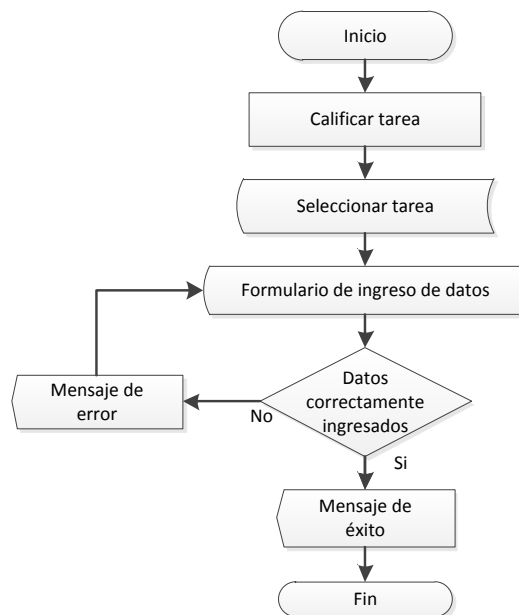 Inicio
Calificar tarea
Seleccionar tarea
Formulario de ingreso de datos
Datos
correctamente
ingresados
No
Mensaje de
error
Si
Mensaje de
éxito
Fin